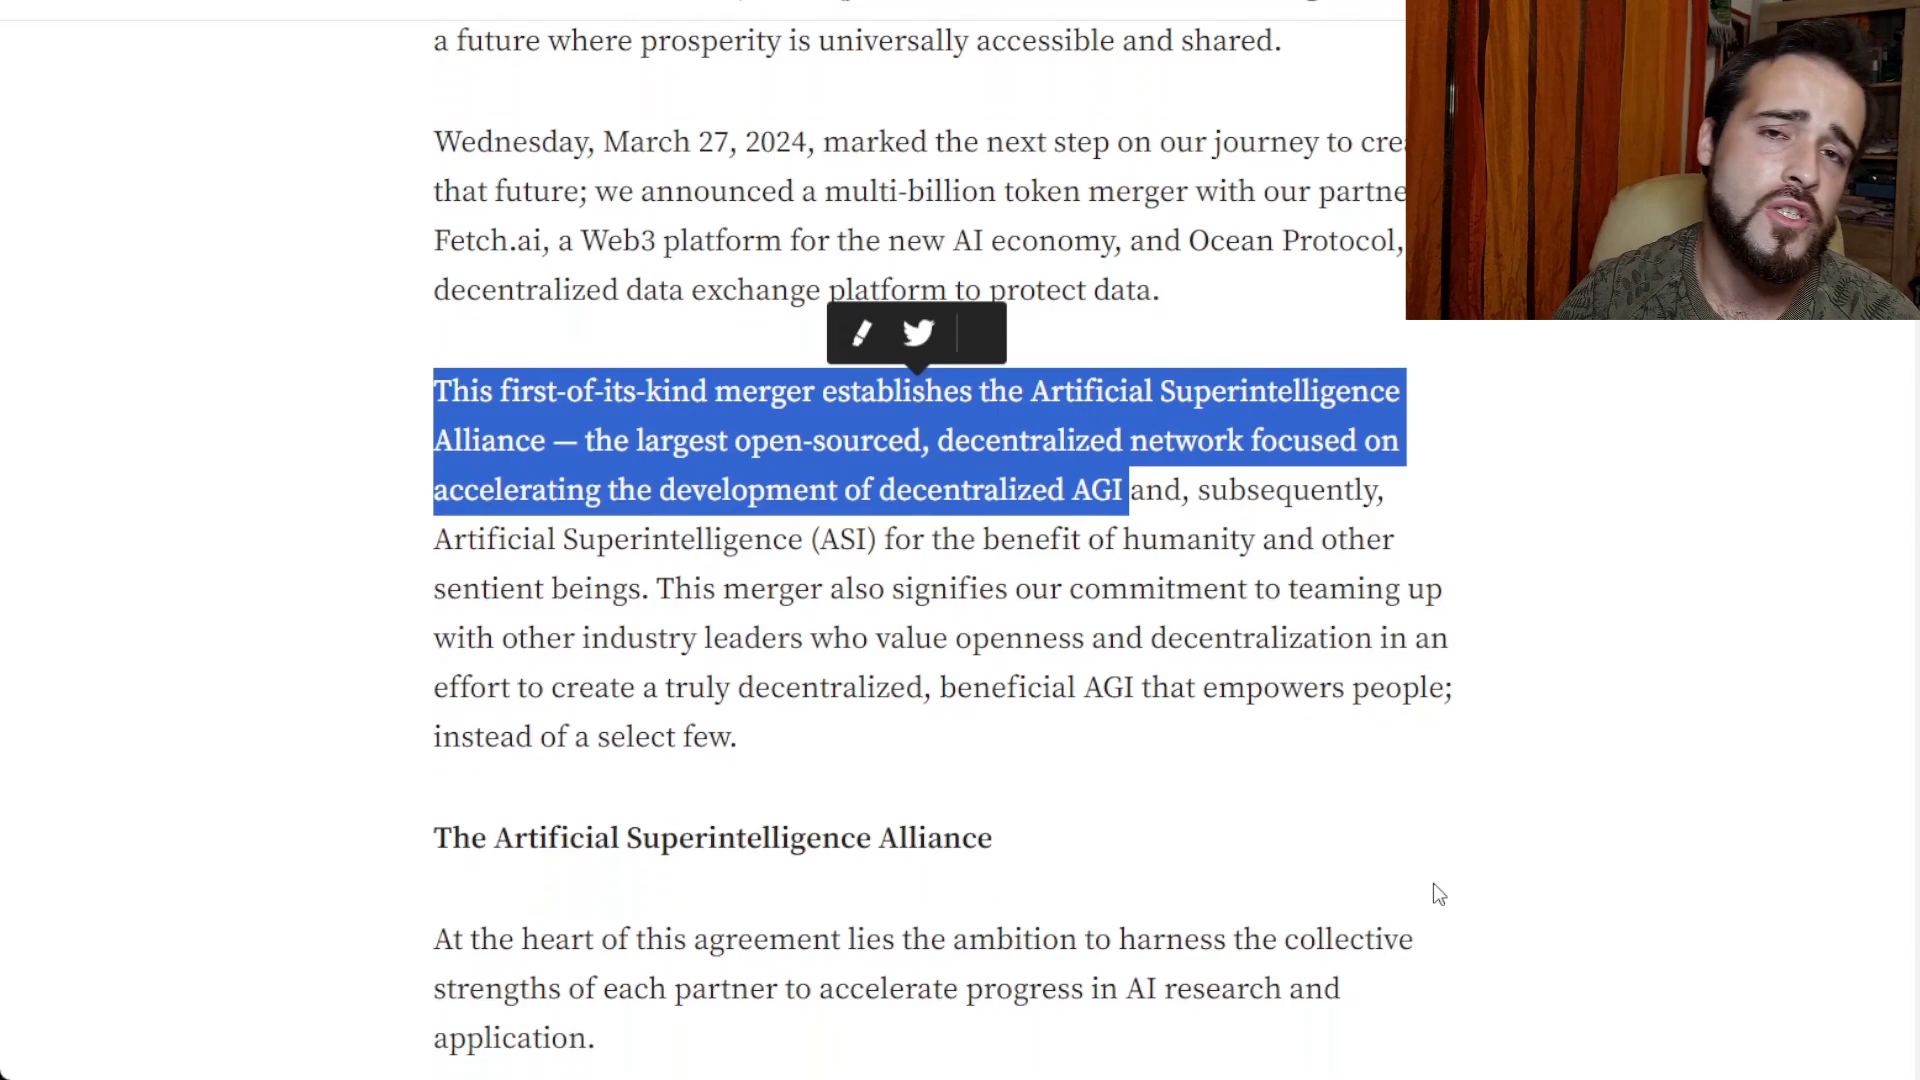 a future where prosperity is universally accessible and shared.
Wednesday, March 27, 2024, marked the next step on our journey to
that future; we announced a multi-billion token merger with our
Fetch.ai, a Web3 platform for the new AI economy, and Ocean Protocol,
decentralized data exchange platform to protect data.
This first-of-its-kind merger establishes the Artificial Superintelligence
Alliance — the largest open-sourced, decentralized network focused on
accelerating the development of decentralized AGI and, subsequently,
Artificial Superintelligence (ASI) for the benefit of humanity and other
sentient beings. This merger also signifies our commitment to teaming up
with other industry leaders who value openness and decentralization in an
effort to create a truly decentralized, beneficial AGI that empowers people;
instead of a select few.
The Artificial Superintelligence Alliance
At the heart of this agreement lies the ambition to harness the collective
strengths of each partner to accelerate progress in AI research and
application.